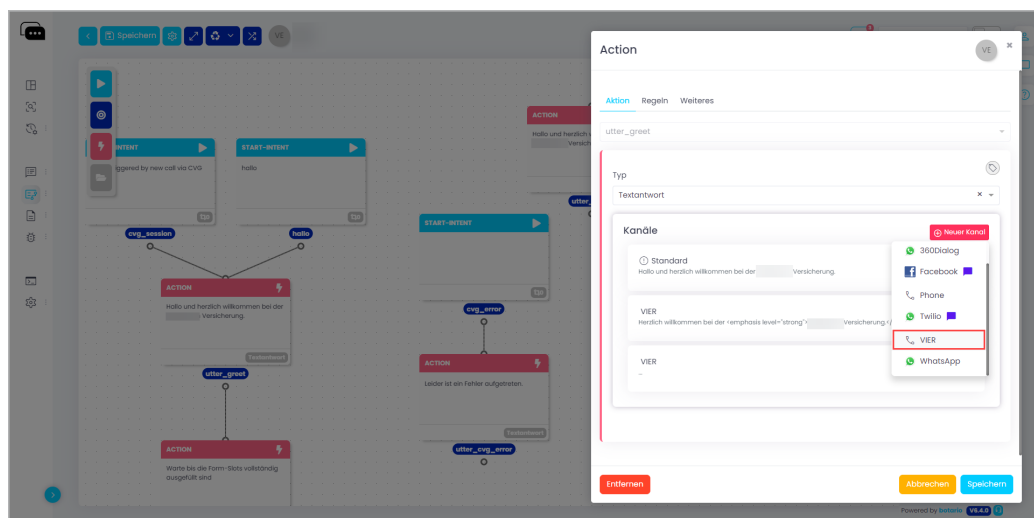 Speichern
VE
INTENT
triggered by new call via CVG
cvg_session
START-INTENT
hallo
hallo
ACTION
Hallo und herzlich
Versich
START-INTENT
cvg_error
ACTION
Hallo und herzlich willkommen bei der
Versicherung.
Textantwort
utter_greet
ACTION
Leider ist ein Fehler aufgetreten.
Textantwort
utter_cvg_error
ACTION
Warte bis die Form-Slots vollständig
ausgefüllt sind
Action
VE
×
Aktion Regeln Weiteres
utter_greet
Typ
Textantwort ×
Kanäle
Neuer Kanal
Standard
Hallo und herzlich willkommen bei der Versicherung.
VIER
Herzlich willkommen bei der <emphasis level="strong"> Versicherung.</
VIER
–
360Dialog
Facebook
Phone
Twilio
VIER
WhatsApp
Entfernen
Abbrechen
Speichern
Powered by botario V6.4.0